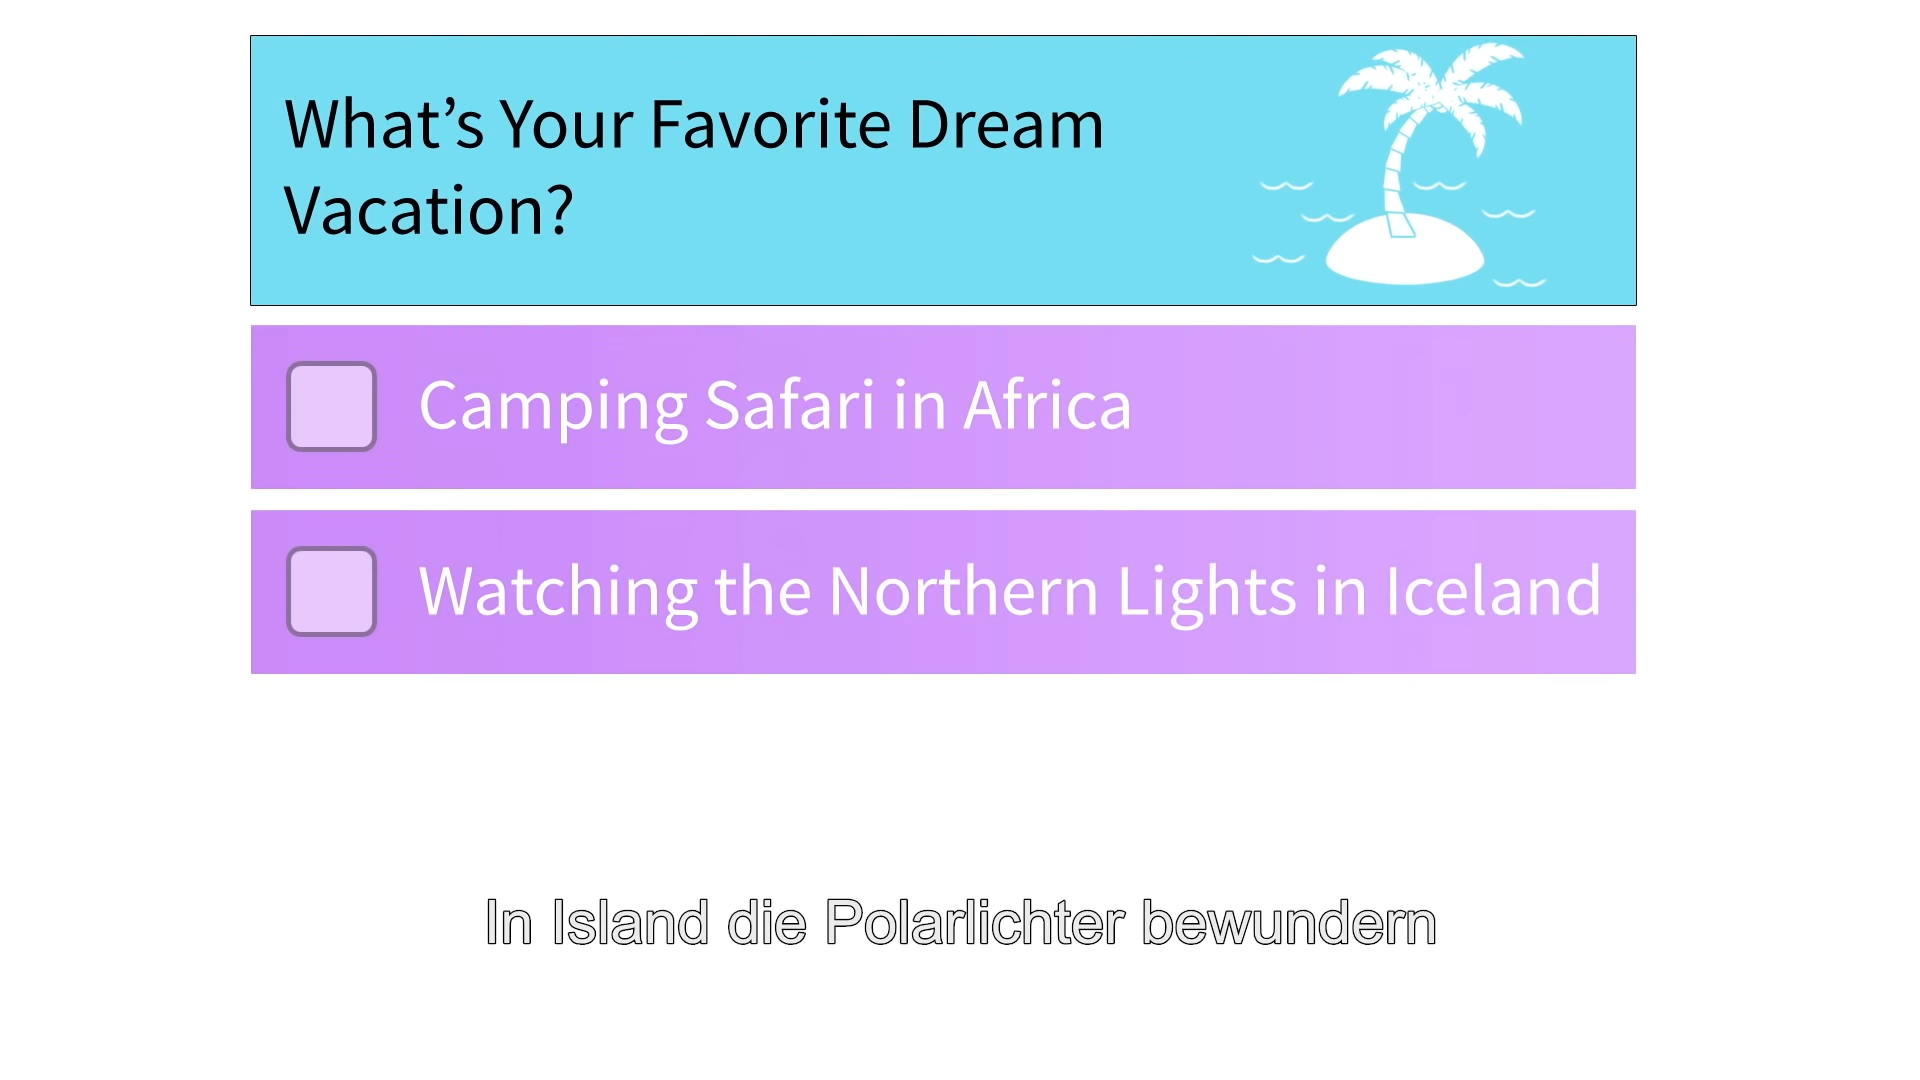 What’s Your Favorite Dream
Vacation?
Camping Safari in Africa
Watching the Northern Lights in Iceland
In Island die Polarlichter bewundern